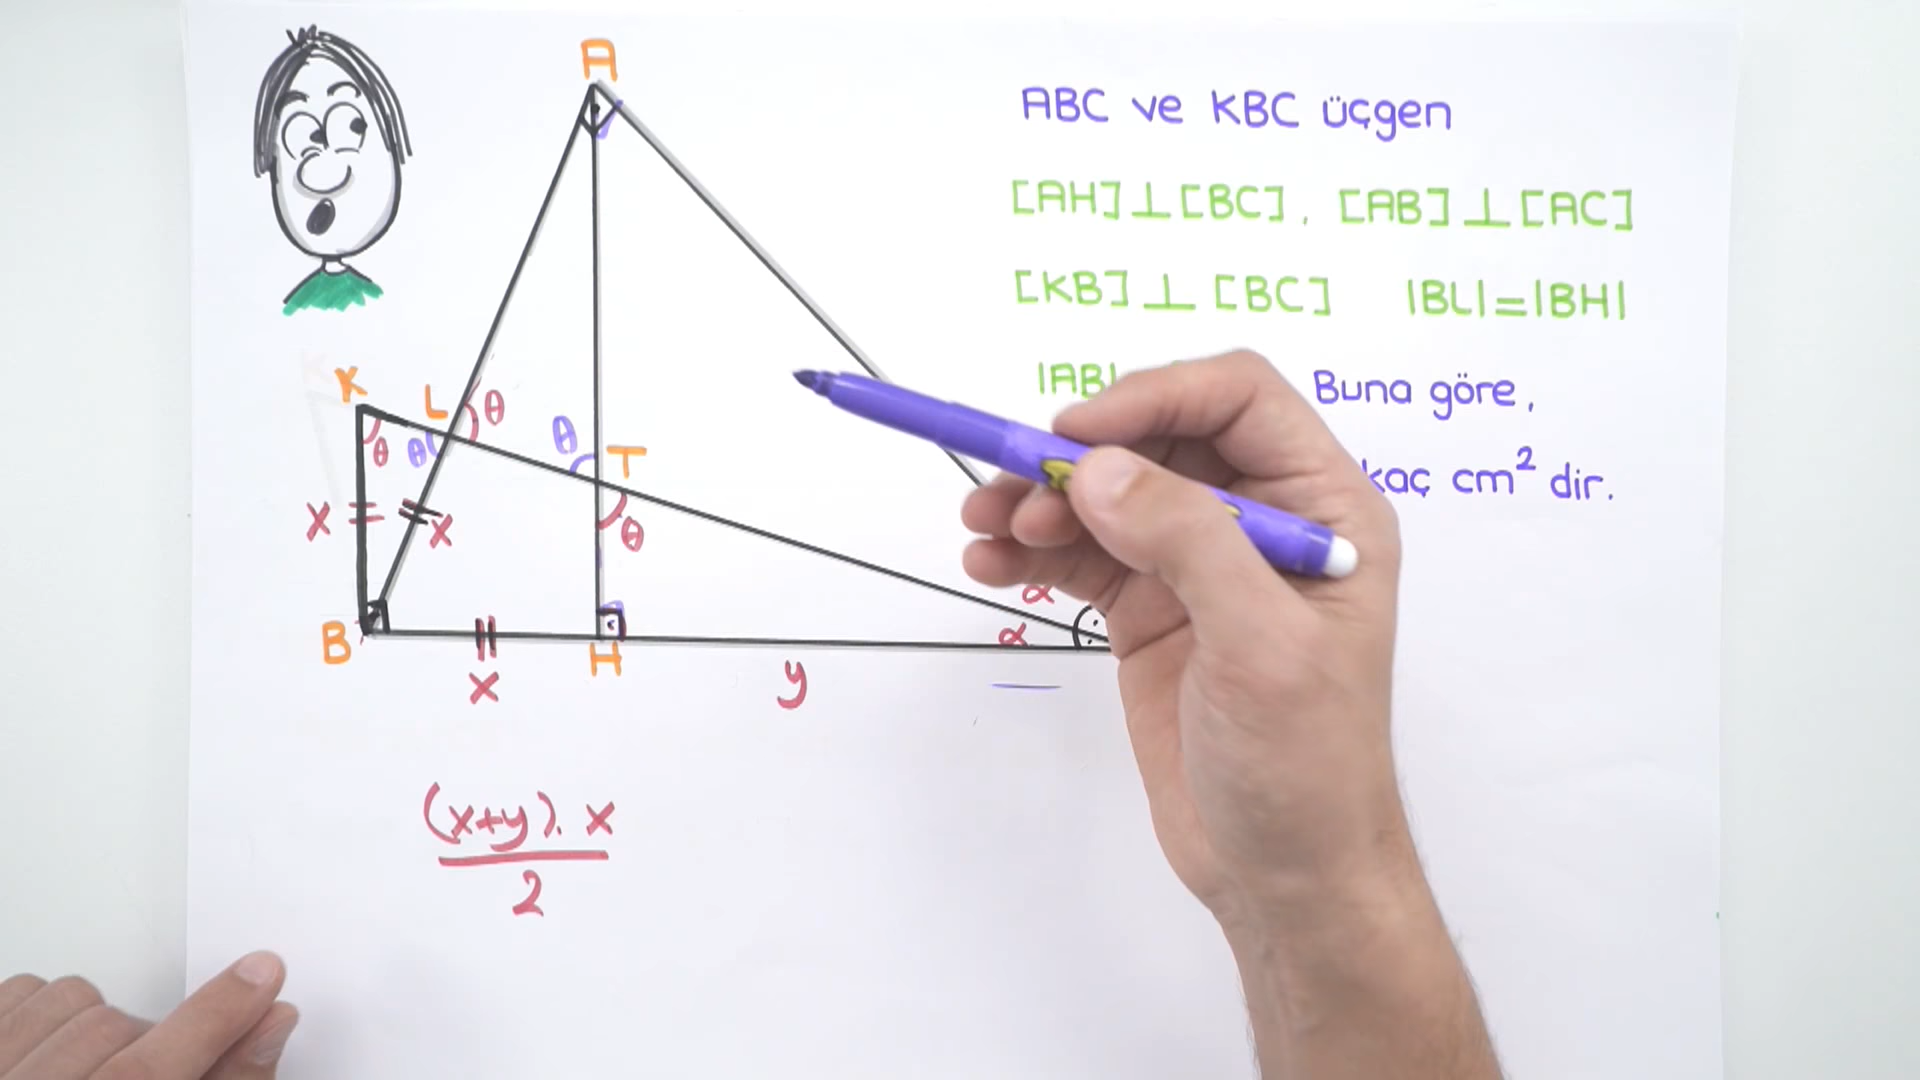 A
ABC ve KBC üçgen
[AH]⊥[BC], [AB]⊥[AC]
[KB]⊥[BC] |BL|=|BH|
|AB| Buna göre,
kaç cm² dir.
K
L
θ
θ
θ
θ
T
x
x
θ
α
α
B
H
x
y
(x+y). x
2